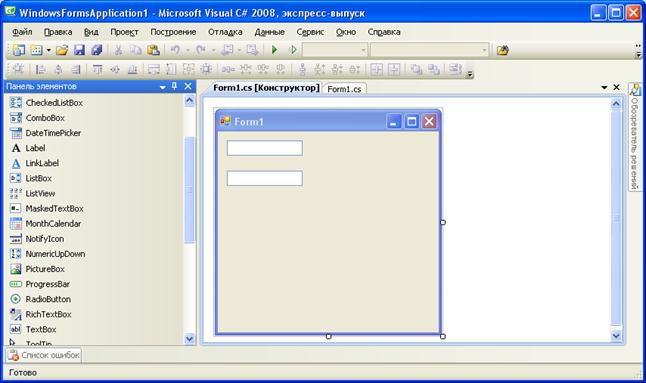 WindowsFormsApplication1 - Microsoft Visual C# 2008, экспресс-выпуск
Файл Правка Вид Проект Построение Отладка Данные Сервис Окно Справка
Панель элементов
Form1.cs [Конструктор] Form1.cs
CheckedListBox
ComboBox
DateTimePicker
Label
LinkLabel
ListBox
ListView
MaskedTextBox
MonthCalendar
NotifyIcon
NumericUpDown
PictureBox
ProgressBar
RadioButton
RichTextBox
TextBox
ToolTip
Form1
Обозреватель решений
Список ошибок
Готово